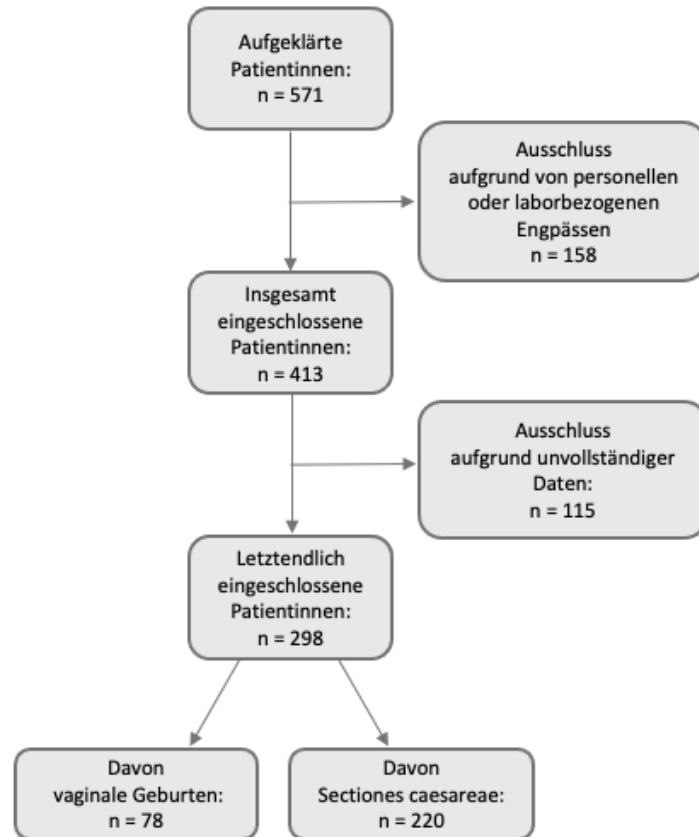 Aufgeklärte
Patientinnen:
n = 571
Ausschluss
aufgrund von personellen
oder laborbezogenen
Engpässen
n = 158
Insgesamt
eingeschlossene
Patientinnen:
n = 413
Ausschluss
aufgrund unvollständiger
Daten:
n = 115
Letztendlich
eingeschlossene
Patientinnen:
n = 298
Davon
vaginale Geburten:
n = 78
Davon
Sectiones caesareae:
n = 220